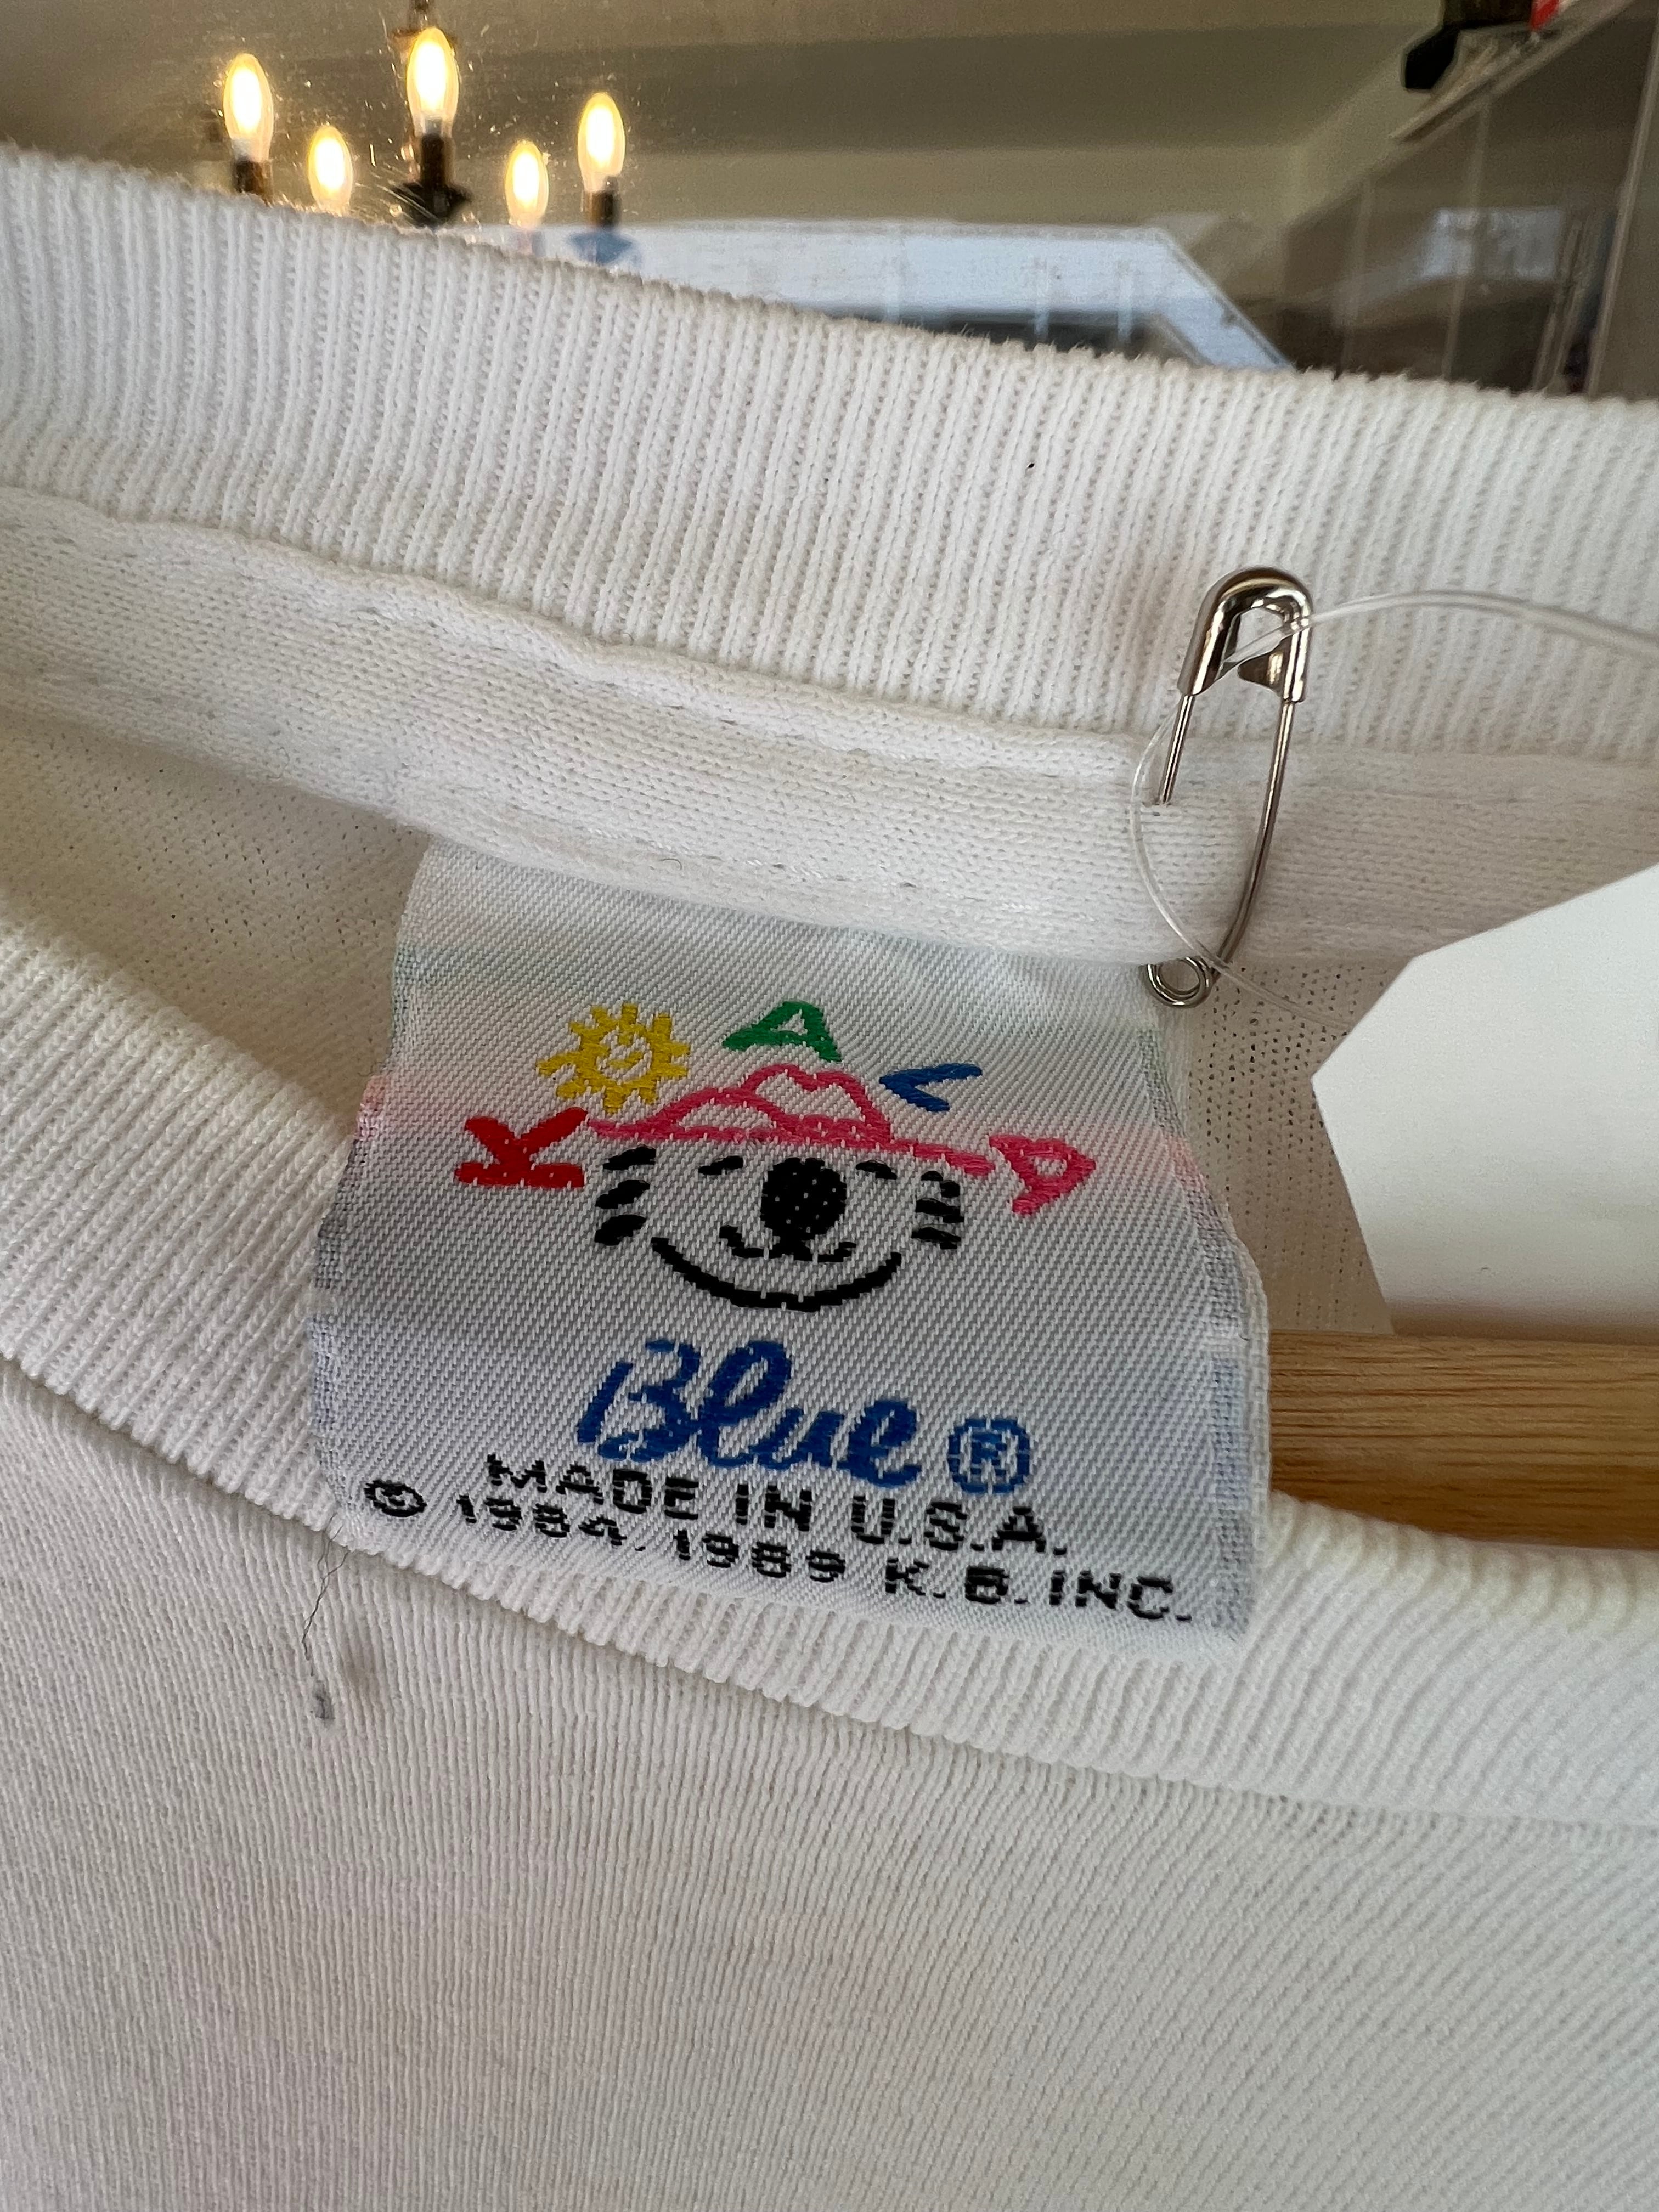 KOALA
Blue®
MADE IN U.S.A.
© 1984, 1989 K.B. INC.